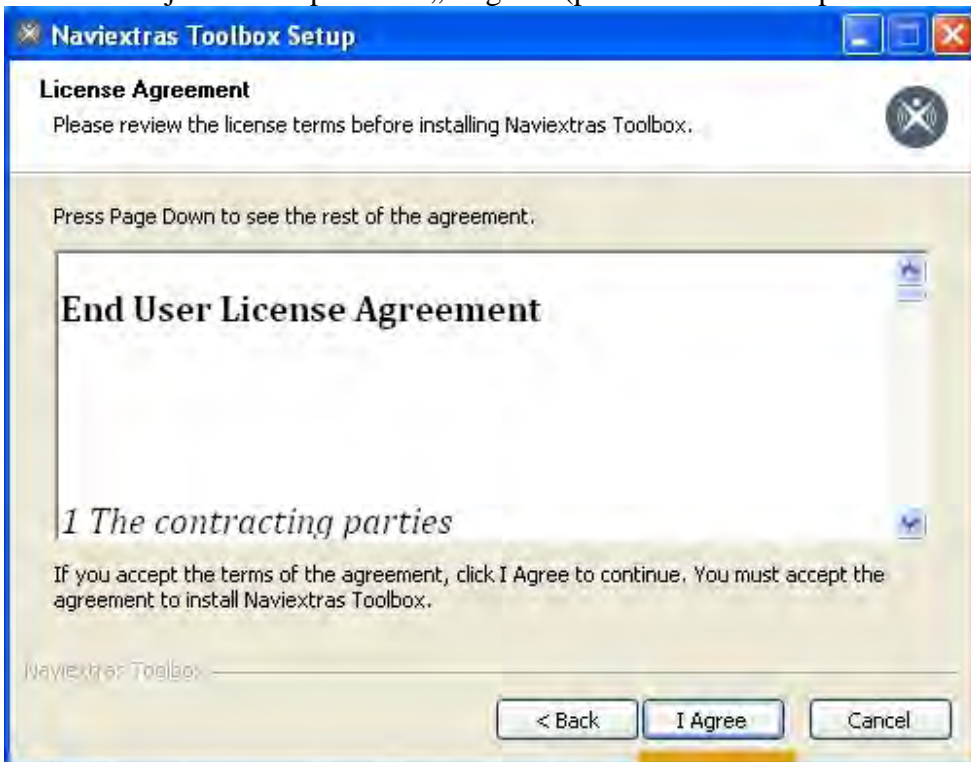 Naviextras Toolbox Setup
License Agreement
Please review the license terms before installing Naviextras Toolbox.
Press Page Down to see the rest of the agreement.
End User License Agreement
1 The contracting parties
If you accept the terms of the agreement, click I Agree to continue. You must accept the
agreement to install Naviextras Toolbox.
Naviextras Toolbox
< Back I Agree Cancel